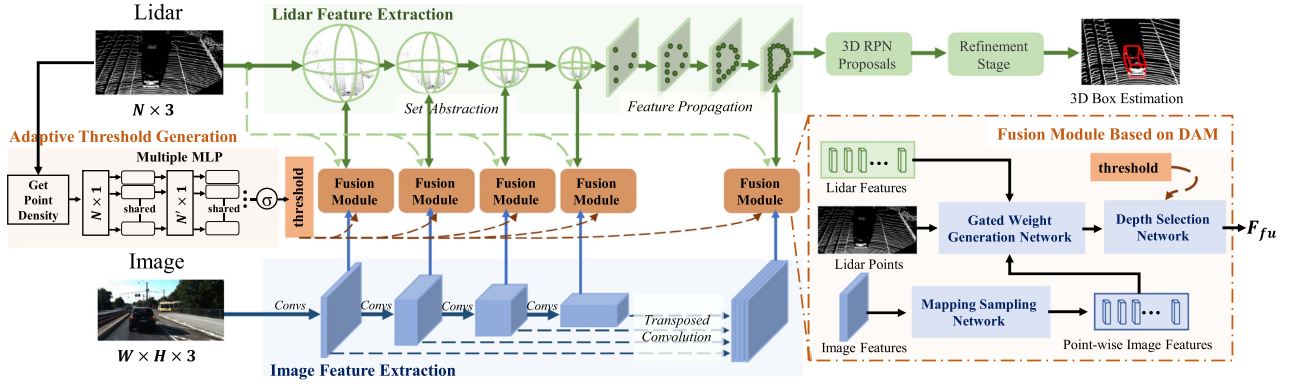 Lidar
N × 3
Lidar Feature Extraction
Set Abstraction
Feature Propagation
3D RPN
Proposals
Refinement
Stage
3D Box Estimation
Adaptive Threshold Generation
Get
Point
Density
Multiple MLP
N × 1
shared
N' × 1
shared
σ
threshold
Fusion
Module
Fusion
Module
Fusion
Module
Fusion
Module
Fusion
Module
Image
W × H × 3
Convs
Convs
Convs
Convs
Transposed
Convolution
Image Feature Extraction
Fusion Module Based on DAM
Lidar Features
threshold
Lidar Points
Gated Weight
Generation Network
Depth Selection
Network
F_fu
Image Features
Mapping Sampling
Network
Point-wise Image Features